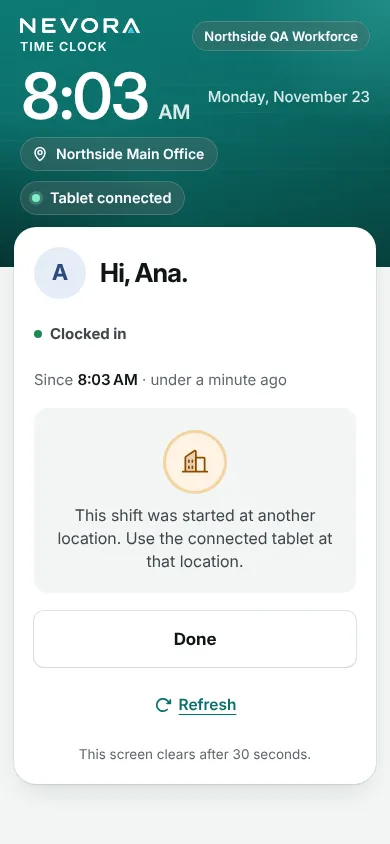 NEVORA
TIME CLOCK
Northside QA Workforce
8:03 AM
Monday, November 23
Northside Main Office
Tablet connected
A
Hi, Ana.
Clocked in
Since 8:03 AM · under a minute ago
This shift was started at another
location. Use the connected tablet at
that location.
Done
Refresh
This screen clears after 30 seconds.